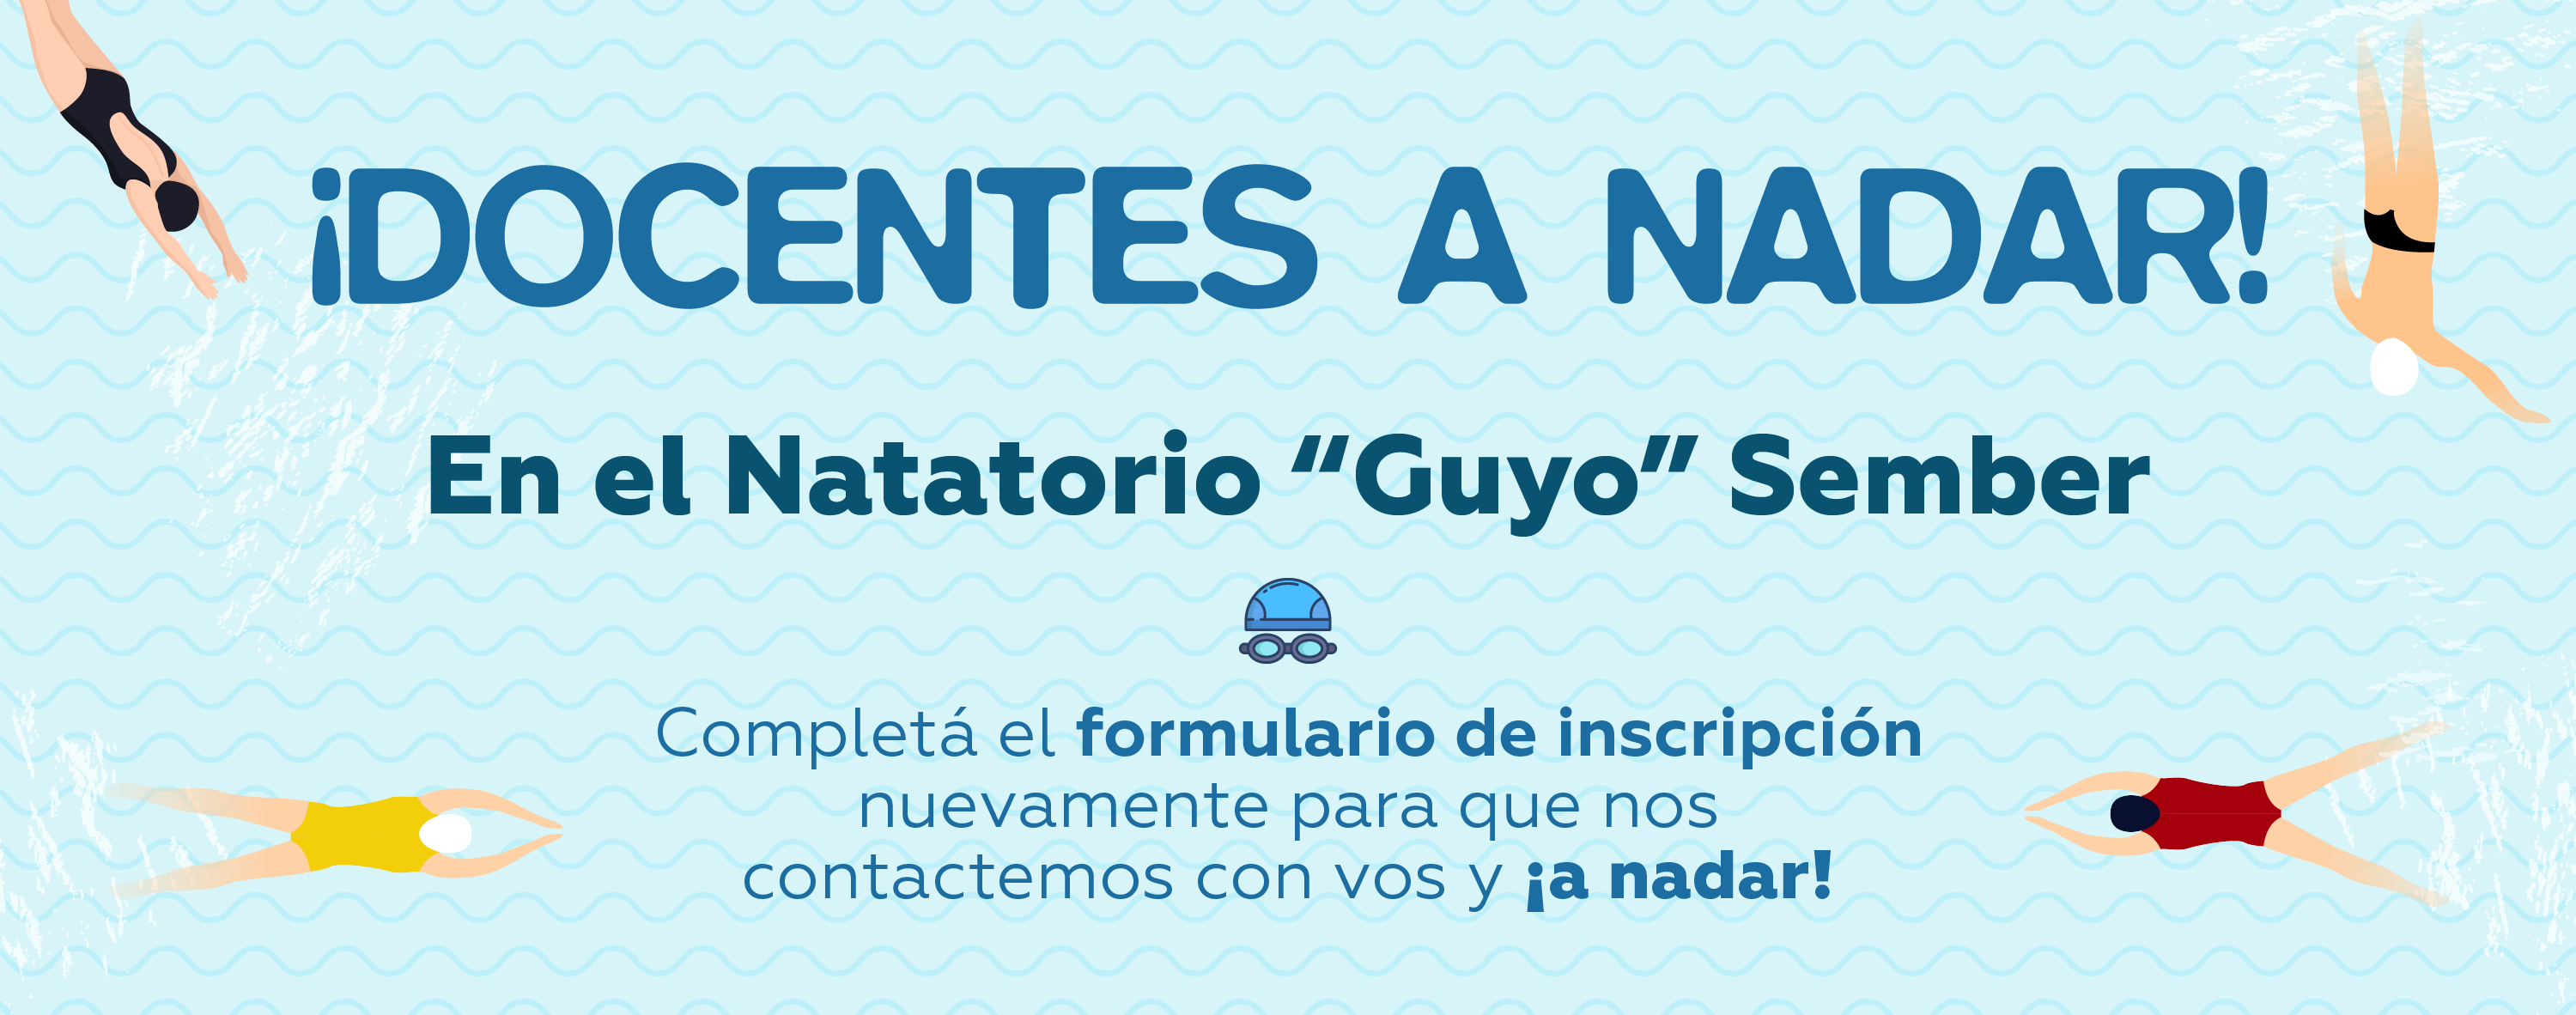 ¡DOCENTES A NADAR!
En el Natatorio “Guyo” Sember
Completá el formulario de inscripción
nuevamente para que nos
contactemos con vos y ¡a nadar!